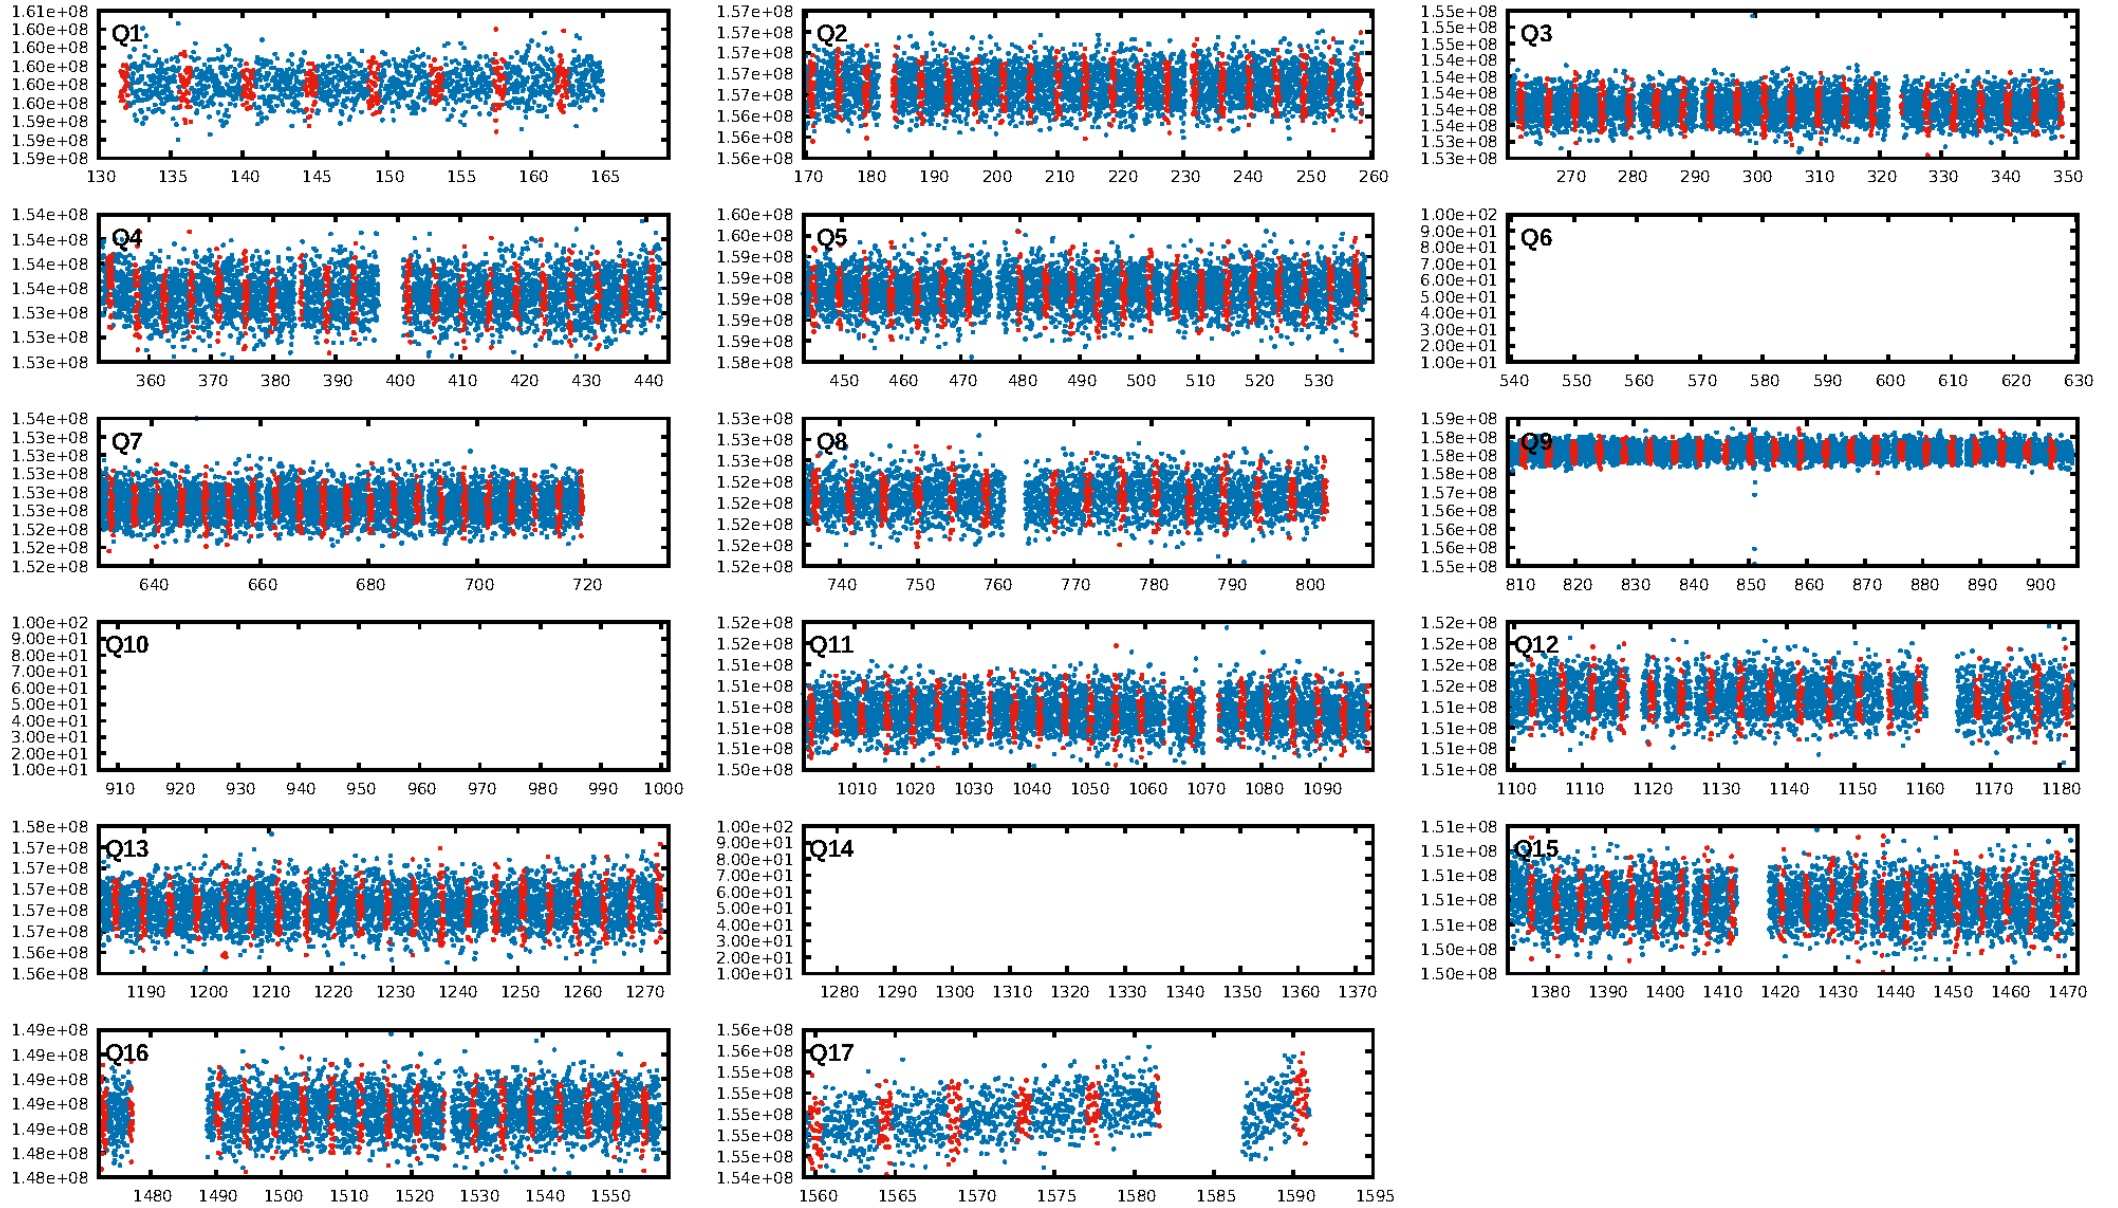 Q1
1.61e+08
1.60e+08
1.60e+08
1.60e+08
1.60e+08
1.60e+08
1.59e+08
1.59e+08
1.59e+08
130 135 140 145 150 155 160 165
Q2
1.57e+08
1.57e+08
1.57e+08
1.57e+08
1.57e+08
1.56e+08
1.56e+08
1.56e+08
170 180 190 200 210 220 230 240 250 260
Q3
1.55e+08
1.55e+08
1.55e+08
1.54e+08
1.54e+08
1.54e+08
1.54e+08
1.54e+08
1.53e+08
1.53e+08
270 280 290 300 310 320 330 340 350
Q4
1.54e+08
1.54e+08
1.54e+08
1.54e+08
1.53e+08
1.53e+08
1.53e+08
360 370 380 390 400 410 420 430 440
Q5
1.60e+08
1.60e+08
1.59e+08
1.59e+08
1.59e+08
1.59e+08
1.59e+08
1.58e+08
450 460 470 480 490 500 510 520 530
Q6
1.00e+02
9.00e+01
8.00e+01
7.00e+01
6.00e+01
5.00e+01
4.00e+01
3.00e+01
2.00e+01
1.00e+01
540 550 560 570 580 590 600 610 620 630
Q7
1.54e+08
1.53e+08
1.53e+08
1.53e+08
1.53e+08
1.53e+08
1.52e+08
1.52e+08
1.52e+08
640 660 680 700 720
Q8
1.53e+08
1.53e+08
1.53e+08
1.52e+08
1.52e+08
1.52e+08
1.52e+08
1.52e+08
740 750 760 770 780 790 800
Q9
1.59e+08
1.58e+08
1.58e+08
1.58e+08
1.57e+08
1.56e+08
1.56e+08
1.56e+08
1.55e+08
810 820 830 840 850 860 870 880 890 900
Q10
1.00e+02
9.00e+01
8.00e+01
7.00e+01
6.00e+01
5.00e+01
4.00e+01
3.00e+01
2.00e+01
1.00e+01
910 920 930 940 950 960 970 980 990 1000
Q11
1.52e+08
1.52e+08
1.51e+08
1.51e+08
1.51e+08
1.51e+08
1.51e+08
1.50e+08
1010 1020 1030 1040 1050 1060 1070 1080 1090
Q12
1.52e+08
1.52e+08
1.52e+08
1.52e+08
1.52e+08
1.51e+08
1.51e+08
1.51e+08
1100 1110 1120 1130 1140 1150 1160 1170 1180
Q13
1.58e+08
1.57e+08
1.57e+08
1.57e+08
1.57e+08
1.57e+08
1.56e+08
1.56e+08
1190 1200 1210 1220 1230 1240 1250 1260 1270
Q14
1.00e+02
9.00e+01
8.00e+01
7.00e+01
6.00e+01
5.00e+01
4.00e+01
3.00e+01
2.00e+01
1.00e+01
1280 1290 1300 1310 1320 1330 1340 1350 1360 1370
Q15
1.51e+08
1.51e+08
1.51e+08
1.51e+08
1.51e+08
1.50e+08
1.50e+08
1380 1390 1400 1410 1420 1430 1440 1450 1460 1470
Q16
1.49e+08
1.49e+08
1.49e+08
1.49e+08
1.49e+08
1.48e+08
1.48e+08
1480 1490 1500 1510 1520 1530 1540 1550
Q17
1.56e+08
1.56e+08
1.55e+08
1.55e+08
1.55e+08
1.55e+08
1.55e+08
1.54e+08
1560 1565 1570 1575 1580 1585 1590 1595